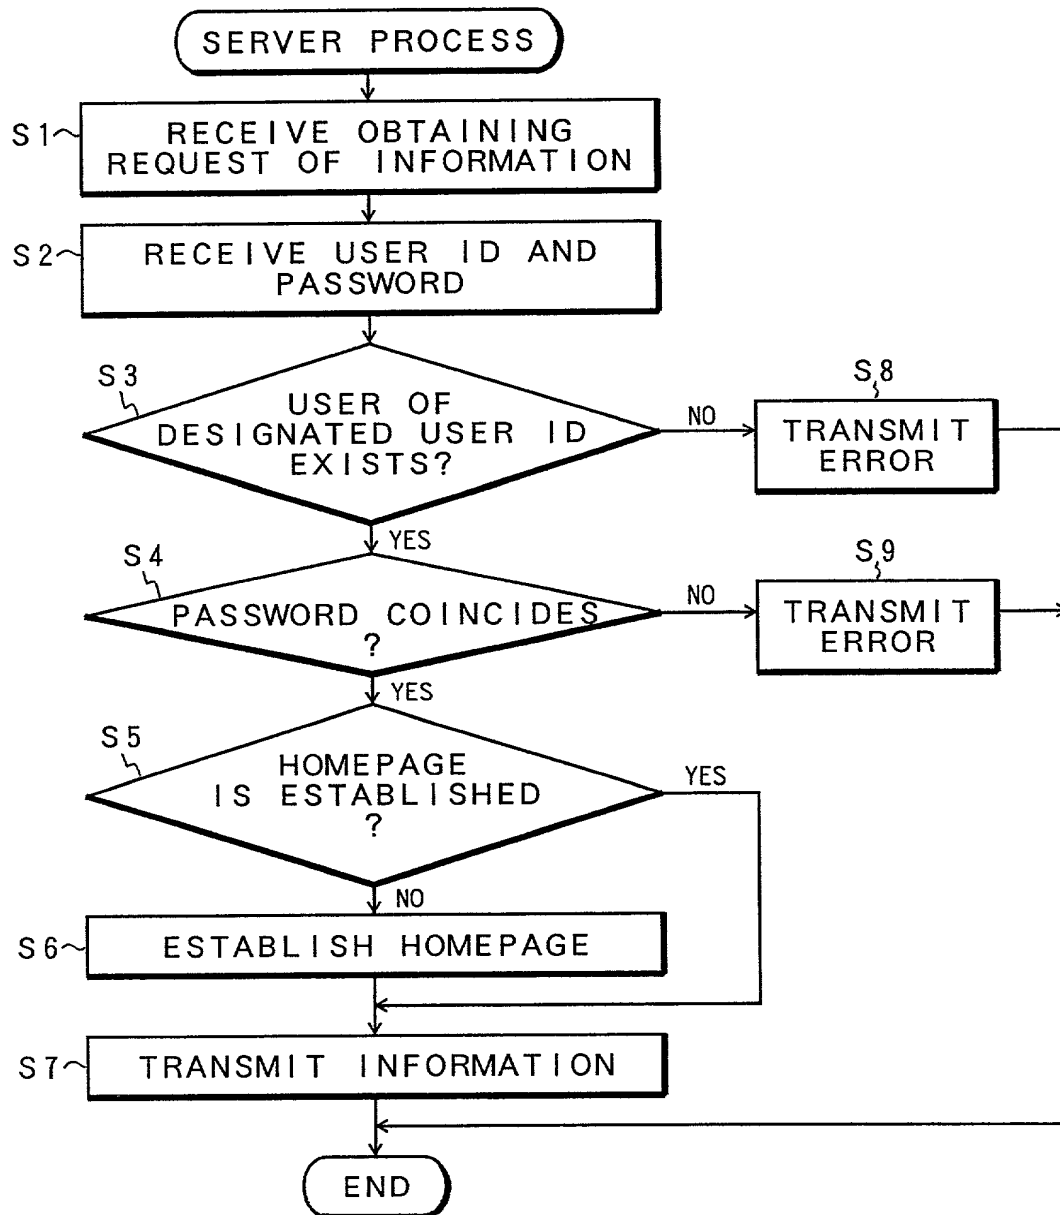 SERVER PROCESS
S1
RECEIVE OBTAINING
REQUEST OF INFORMATION
S2
RECEIVE USER ID AND
PASSWORD
S3
USER OF
DESIGNATED USER ID
EXISTS?
NO
S8
TRANSMIT
ERROR
YES
S4
PASSWORD COINCIDES
?
NO
S9
TRANSMIT
ERROR
YES
S5
HOMEPAGE
IS ESTABLISHED
?
YES
NO
S6
ESTABLISH HOMEPAGE
S7
TRANSMIT INFORMATION
END